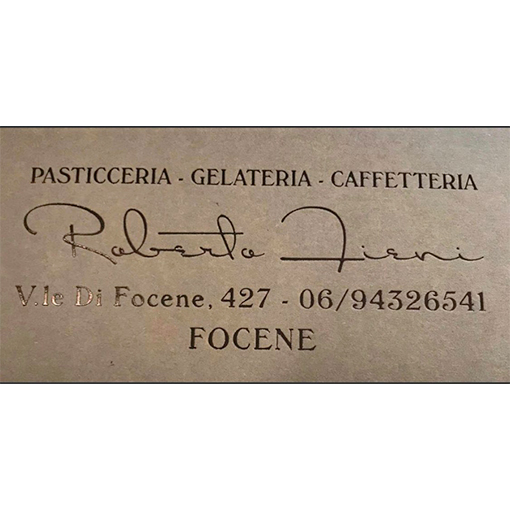 PASTICCERIA - GELATERIA - CAFFETTERIA
Roberto Fieni
V.le Di Focene, 427 - 06/94326541
FOCENE